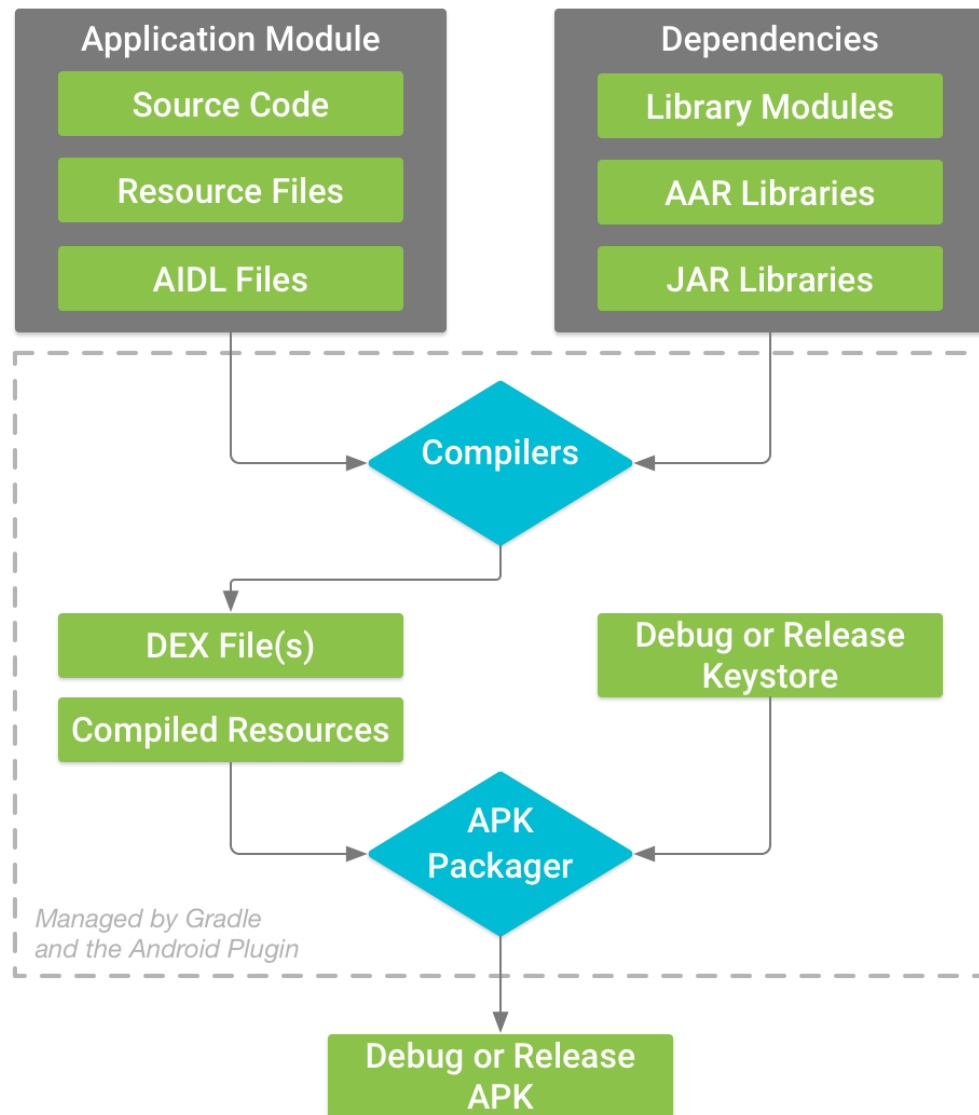 Application Module
Source Code
Resource Files
AIDL Files
Dependencies
Library Modules
AAR Libraries
JAR Libraries
Compilers
DEX File(s)
Compiled Resources
Debug or Release
Keystore
APK
Packager
Managed by Gradle
and the Android Plugin
Debug or Release
APK